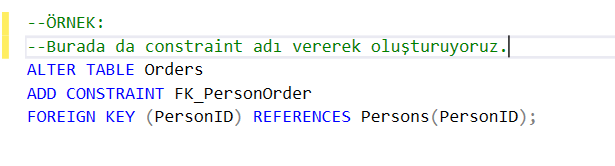 --ÖRNEK:
--Burada da constraint adı vererek oluşturuyoruz.
ALTER TABLE Orders
ADD CONSTRAINT FK_PersonOrder
FOREIGN KEY (PersonID) REFERENCES Persons(PersonID);